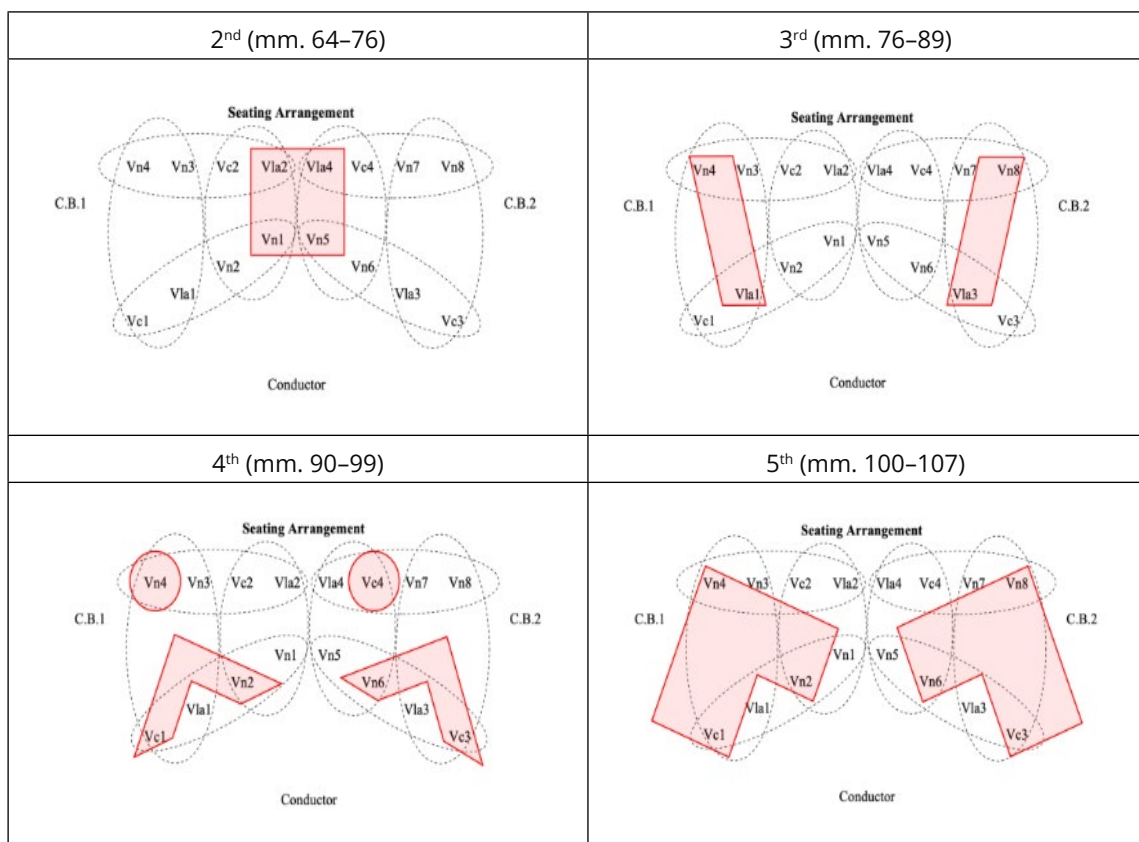 2nd (mm. 64–76)
3rd (mm. 76–89)
Seating Arrangement
Vn4 Vn3 Vc2 Vla2 Vla4 Vc4 Vn7 Vn8
C.B.1 C.B.2
Vn1 Vn5
Vn2 Vn6
Vla1 Vla3
Vc1 Vc3
Conductor
Seating Arrangement
Vn4 Vn3 Vc2 Vla2 Vla4 Vc4 Vn7 Vn8
C.B.1 C.B.2
Vn1 Vn5
Vn2 Vn6
Vla1 Vla3
Vc1 Vc3
Conductor
4th (mm. 90–99)
5th (mm. 100–107)
Seating Arrangement
Vn4 Vn3 Vc2 Vla2 Vla4 Vc4 Vn7 Vn8
C.B.1 C.B.2
Vn1 Vn5
Vn2 Vn6
Vla1 Vla3
Vc1 Vc3
Conductor
Seating Arrangement
Vn4 Vn3 Vc2 Vla2 Vla4 Vc4 Vn7 Vn8
C.B.1 C.B.2
Vn1 Vn5
Vn2 Vn6
Vla1 Vla3
Vc1 Vc3
Conductor